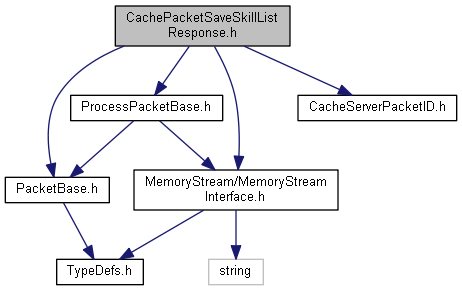 CachePacketSaveSkillList
Response.h
ProcessPacketBase.h
CacheServerPacketID.h
PacketBase.h
MemoryStream/MemoryStream
Interface.h
TypeDefs.h
string